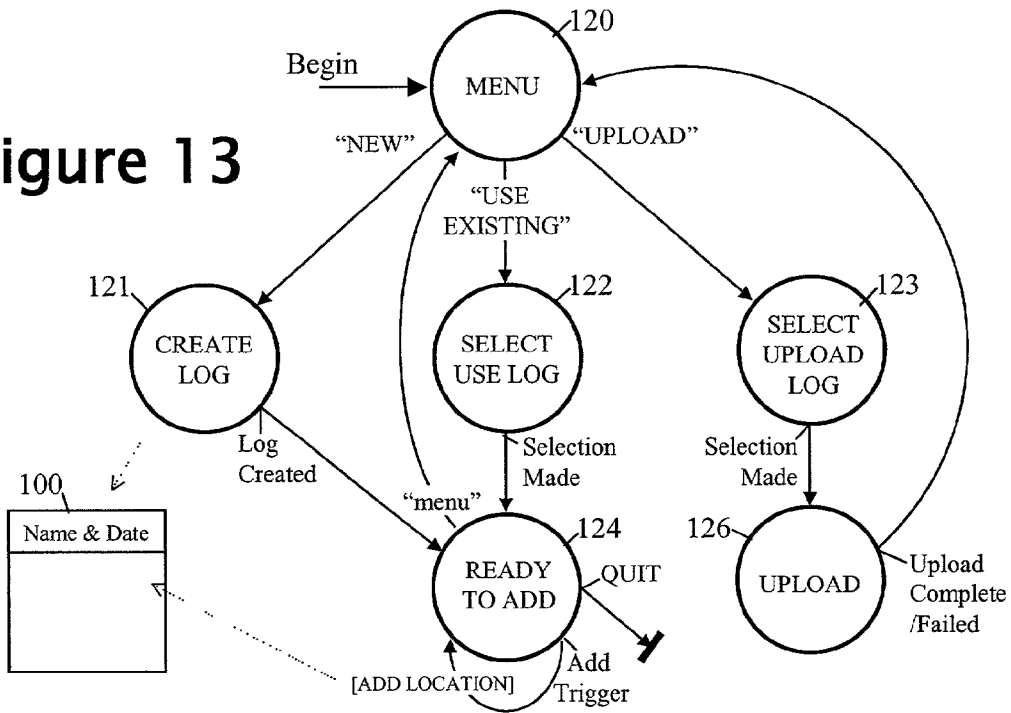 120
Begin
MENU
igure 13
"NEW"
"UPLOAD"
"USE
EXISTING"
121
122
123
CREATE
LOG
SELECT
USE LOG
SELECT
UPLOAD
LOG
Log
Created
Selection
Made
Selection
Made
100
"menu"
Name & Date
124
126
READY
TO ADD
QUIT
UPLOAD
Upload
Complete
/Failed
[ADD LOCATION]
Add
Trigger